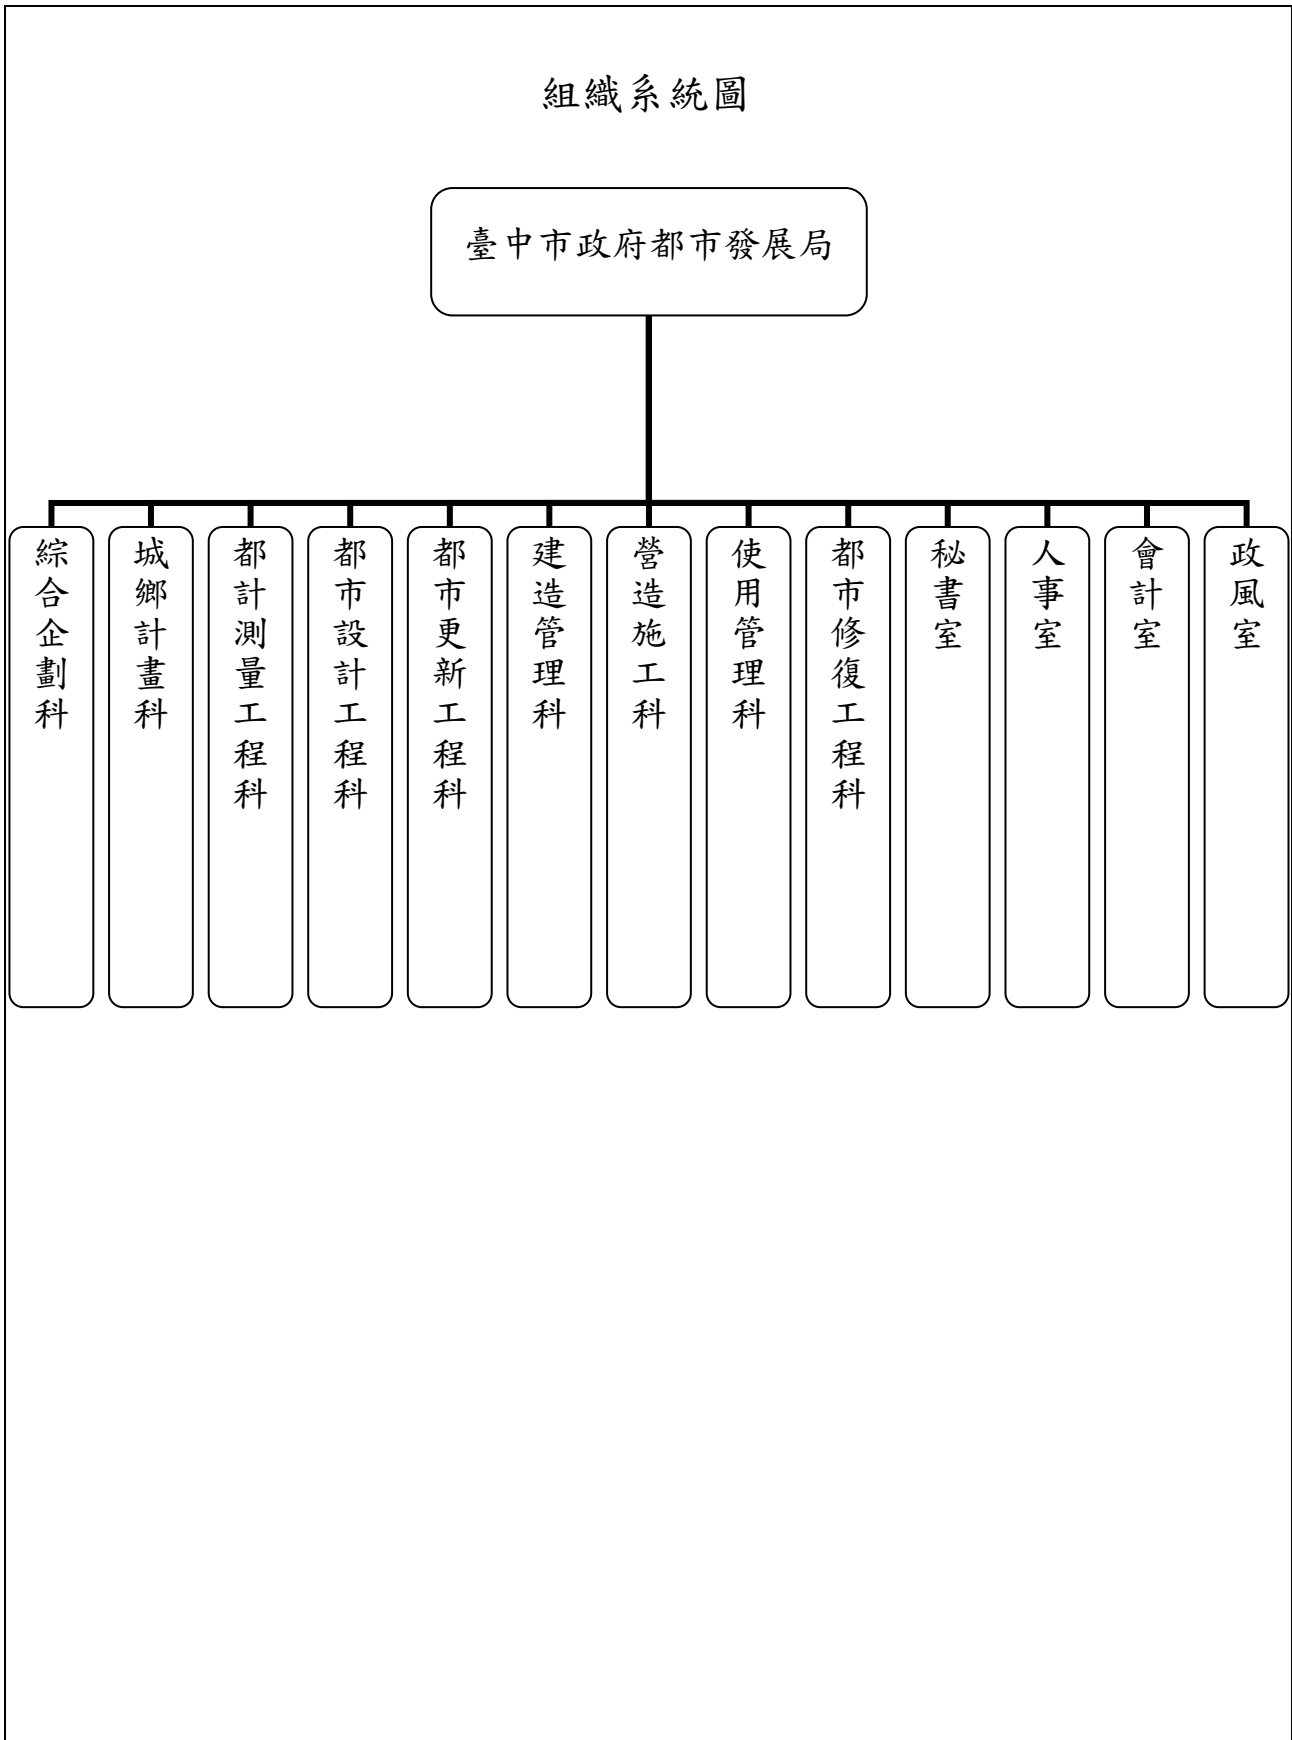 組織系統圖
臺中市政府都市發展局
綜合企劃科
城鄉計畫科
都計測量工程科
都市設計工程科
都市更新工程科
建造管理科
營造施工科
使用管理科
都市修復工程科
秘書室
人事室
會計室
政風室